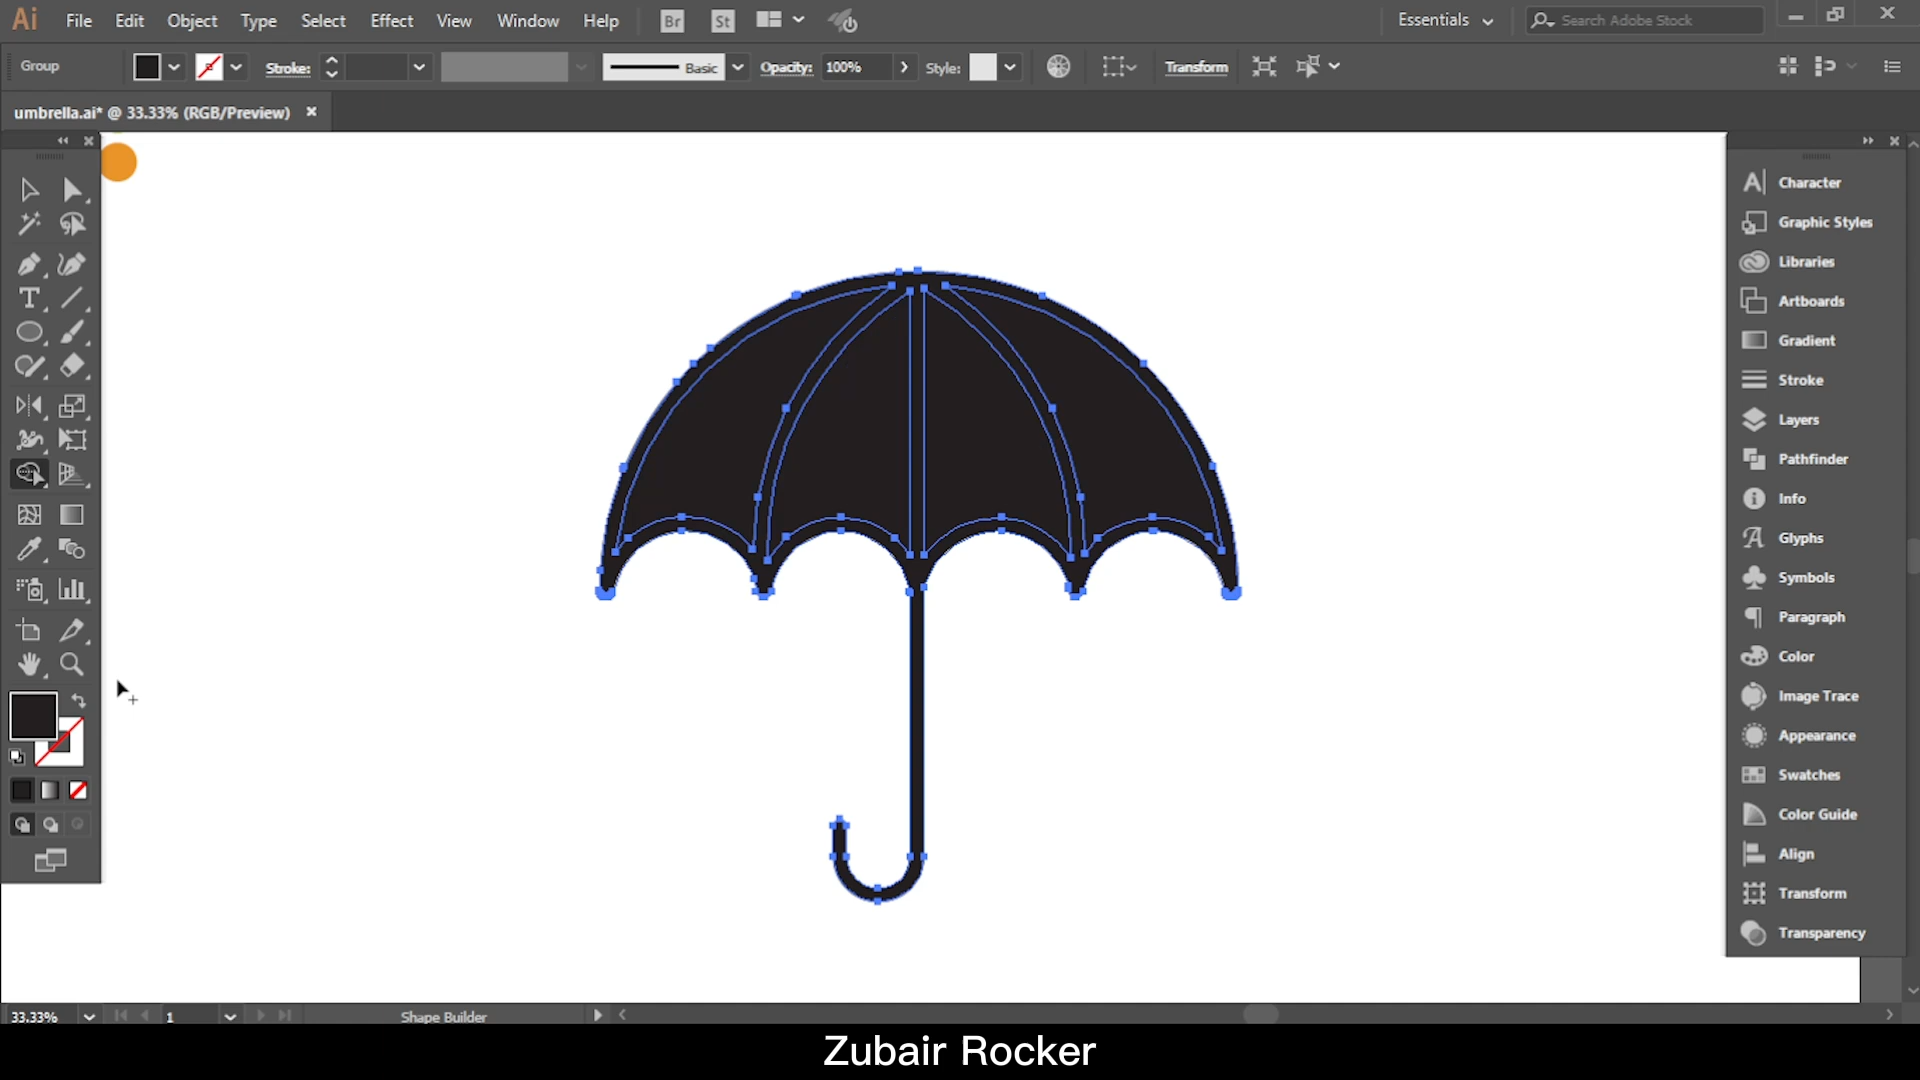 Ai File Edit Object Type Select Effect View Window Help Br St Essentials Search Adobe Stock
Group Stroke: Basic Opacity: 100% Style: Transform
umbrella.ai* @ 33.33% (RGB/Preview)
Character
Graphic Styles
Libraries
Artboards
Gradient
Stroke
Layers
Pathfinder
Info
Glyphs
Symbols
Paragraph
Color
Image Trace
Appearance
Swatches
Color Guide
Align
Transform
Transparency
33.33% 1 Shape Builder
Zubair Rocker